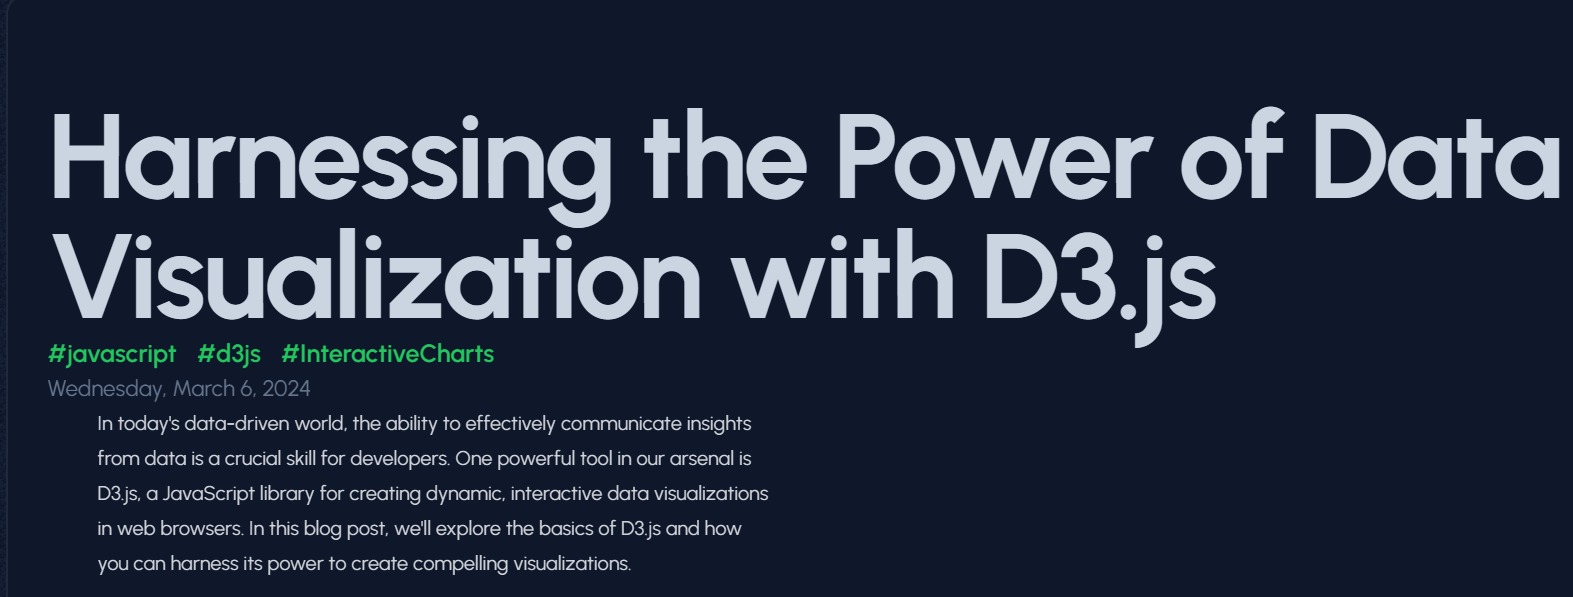 Harnessing the Power of Data
Visualization with D3.js
#javascript #d3js #InteractiveCharts
Wednesday, March 6, 2024
In today's data-driven world, the ability to effectively communicate insights
from data is a crucial skill for developers. One powerful tool in our arsenal is
D3.js, a JavaScript library for creating dynamic, interactive data visualizations
in web browsers. In this blog post, we'll explore the basics of D3.js and how
you can harness its power to create compelling visualizations.